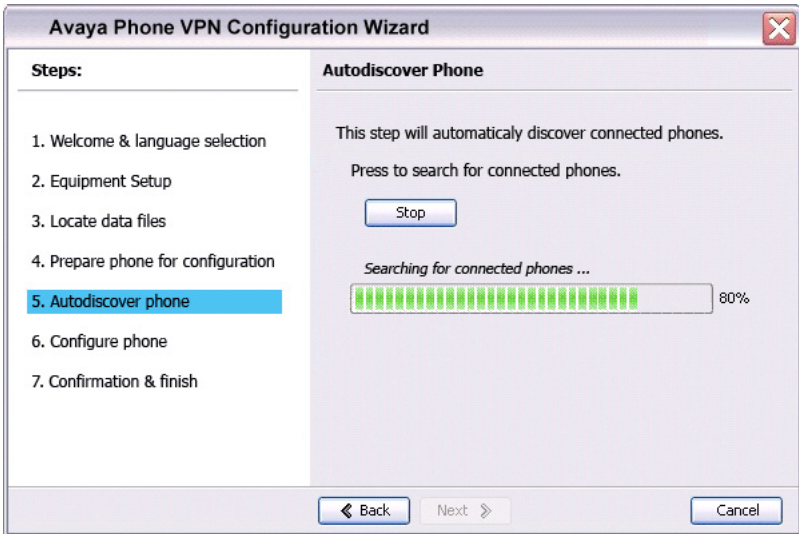 Avaya Phone VPN Configuration Wizard
Steps:
1. Welcome & language selection
2. Equipment Setup
3. Locate data files
4. Prepare phone for configuration
5. Autodiscover phone
6. Configure phone
7. Confirmation & finish
Autodiscover Phone
This step will automaticaly discover connected phones.
Press to search for connected phones.
Stop
Searching for connected phones ...
80%
Back
Next
Cancel